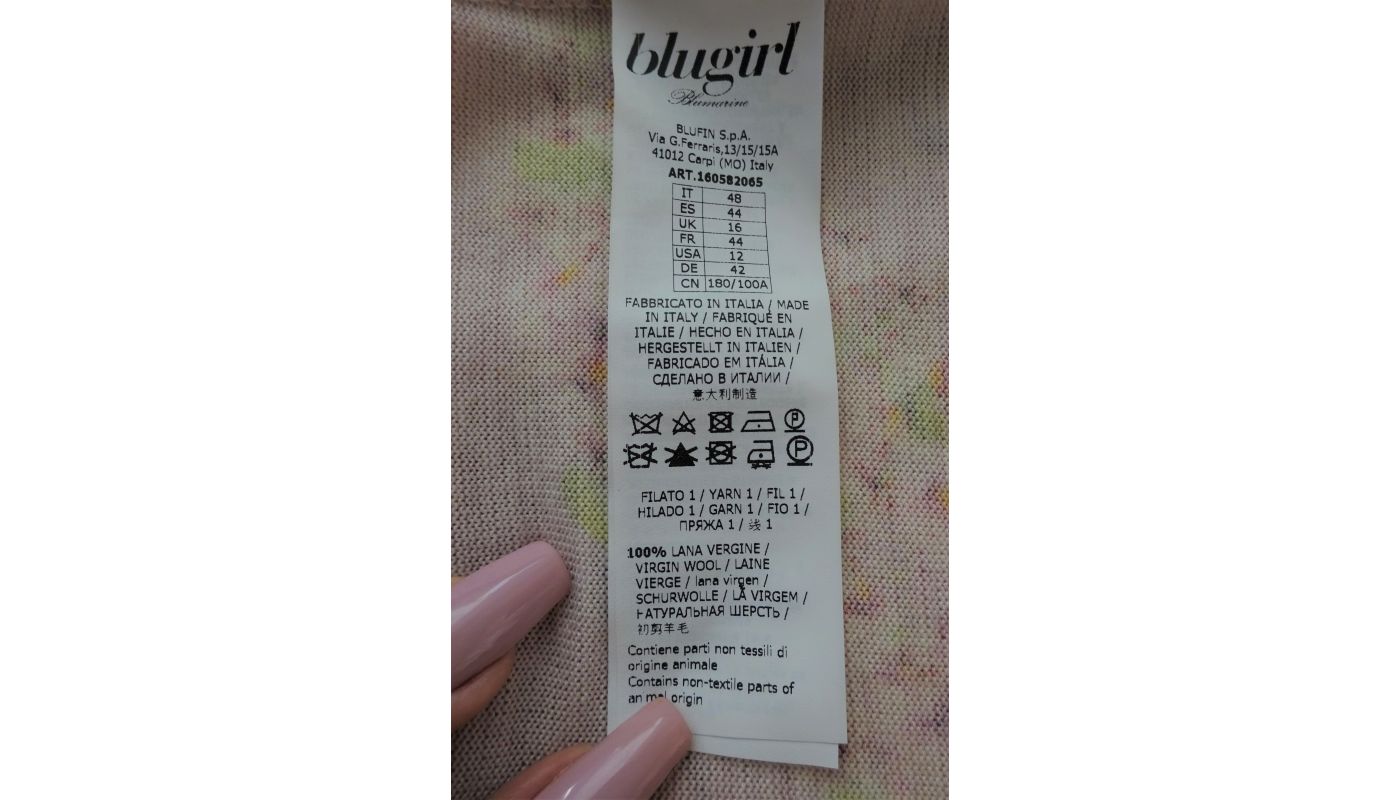 blugirl
Blumarine
BLUFIN S.p.A.
Via G.Ferraris,13/15/15A
41012 Carpi (MO) Italy
ART.160582065
IT 48
ES 44
UK 16
FR 44
USA 12
DE 42
CN 180/100A
FABBRICATO IN ITALIA / MADE
IN ITALY / FABRIQUÉ EN
ITALIE / HECHO EN ITALIA /
HERGESTELLT IN ITALIEN /
FABRICADO EM ITÁLIA /
СДЕЛАНО В ИТАЛИИ /
意大利制造
P
P
FILATO 1 / YARN 1 / FIL 1 /
HILADO 1 / GARN 1 / FIO 1 /
ПРЯЖА 1 / 线 1
100% LANA VERGINE /
VIRGIN WOOL / LAINE
VIERGE / lana virgen /
SCHURWOLLE / LÃ VIRGEM /
НАТУРАЛЬНАЯ ШЕРСТЬ /
初剪羊毛
Contiene parti non tessili di
origine animale
Contains non-textile parts of
animal origin